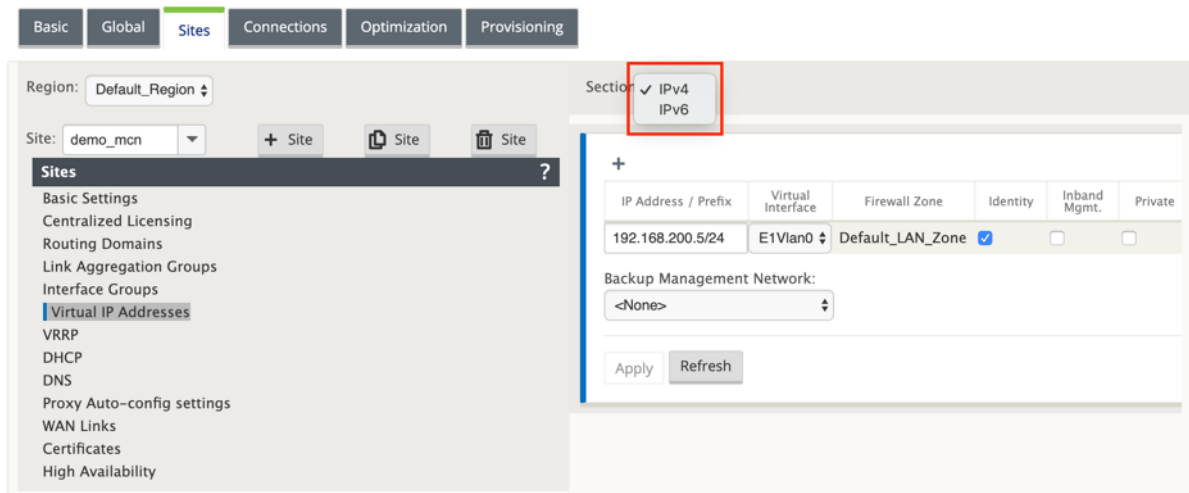 Basic Global Sites Connections Optimization Provisioning
Region: Default_Region
Section
IPv4
IPv6
Site: demo_mcn + Site Site Site
Sites ?
Basic Settings
Centralized Licensing
Routing Domains
Link Aggregation Groups
Interface Groups
Virtual IP Addresses
VRRP
DHCP
DNS
Proxy Auto-config settings
WAN Links
Certificates
High Availability
+
IP Address / Prefix Virtual Interface Firewall Zone Identity Inband Mgmt. Private
192.168.200.5/24 E1Vlan0 Default_LAN_Zone
Backup Management Network:
<None>
Apply Refresh